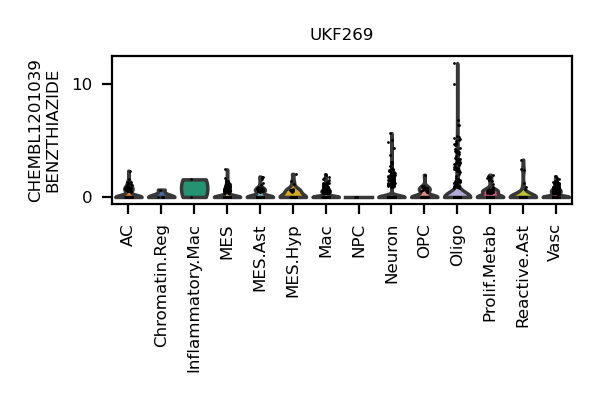 UKF269
CHEMBL1201039
BENZTHIAZIDE
10
0
AC
Chromatin.Reg
Inflammatory.Mac
MES
MES.Ast
MES.Hyp
Mac
NPC
Neuron
OPC
Oligo
Prolif.Metab
Reactive.Ast
Vasc